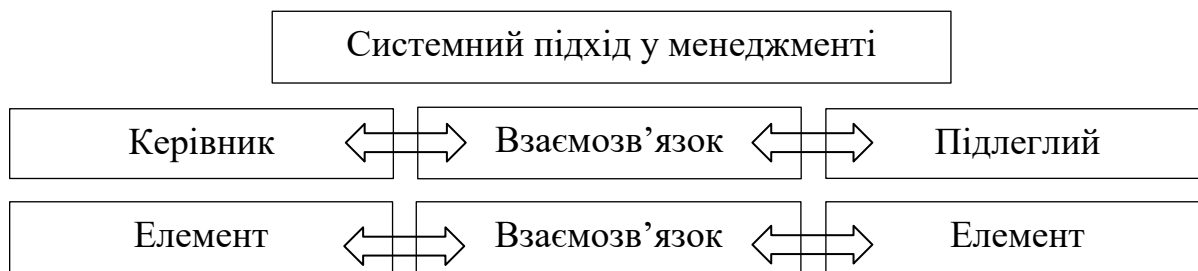 Системний підхід у менеджменті
Керівник Взаємозв’язок Підлеглий
Елемент Взаємозв’язок Елемент